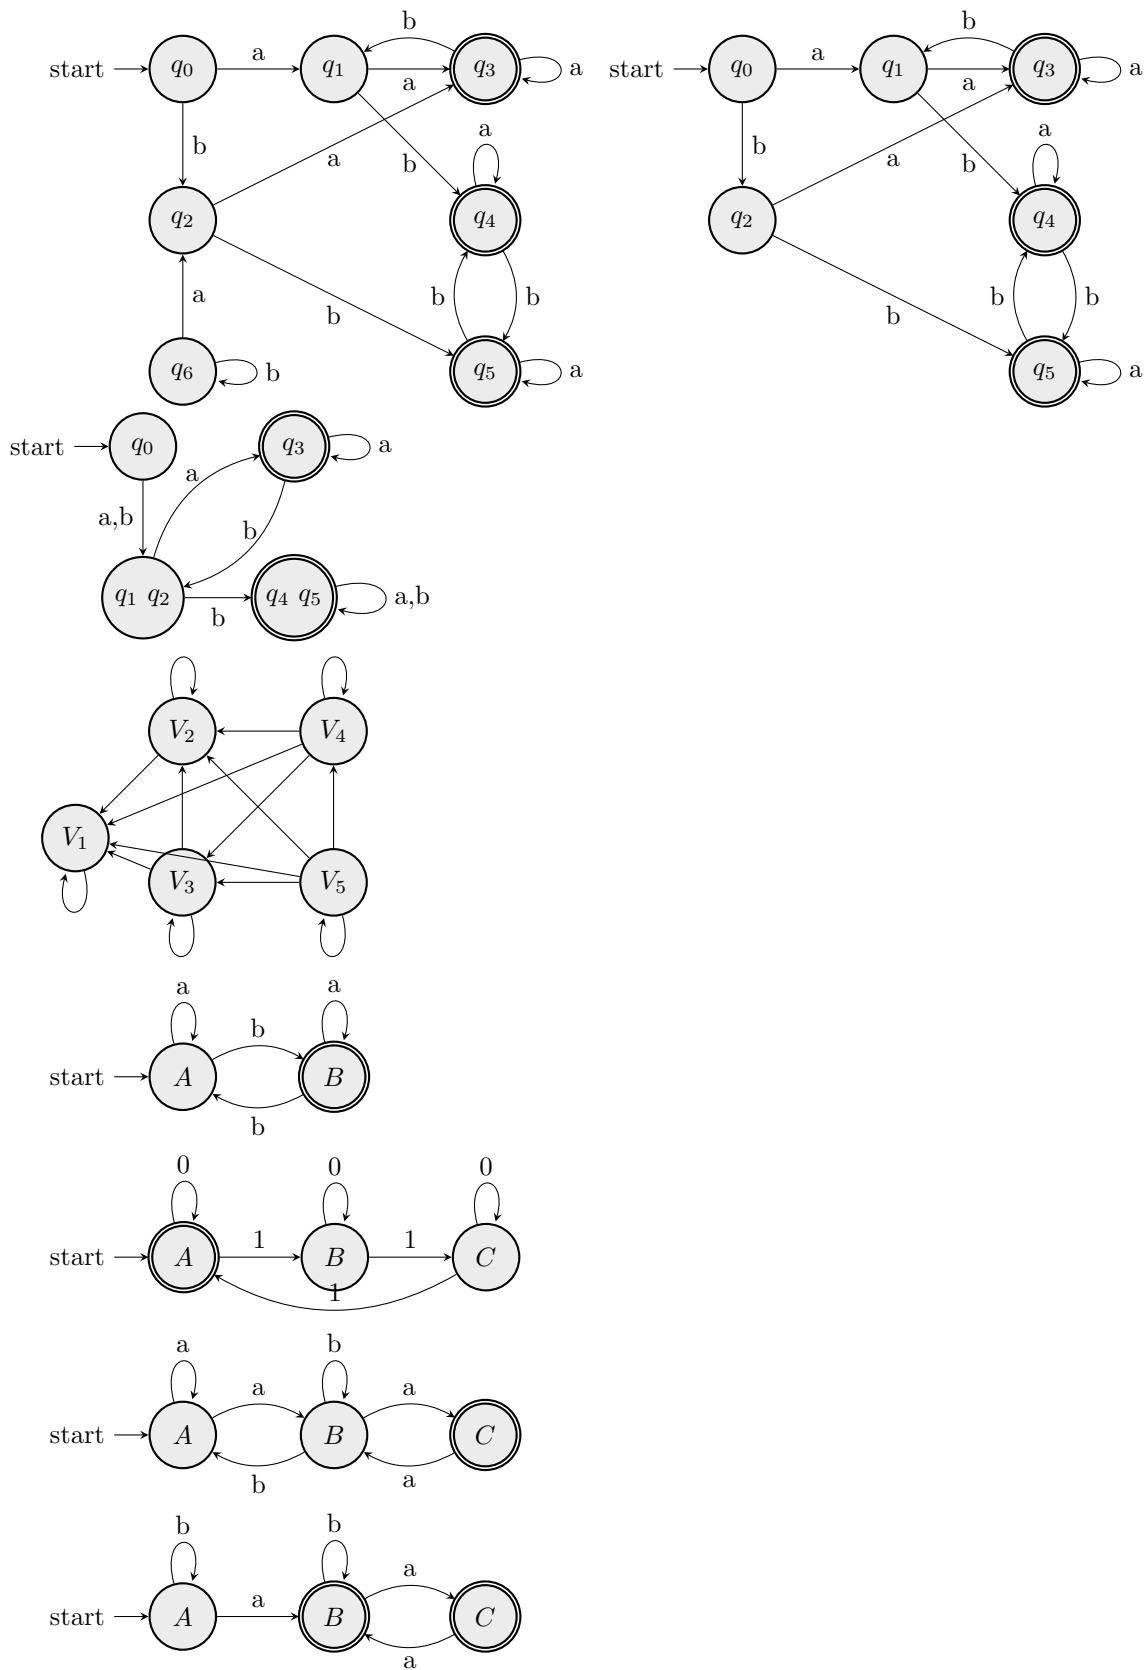 b b
start q0 a q1 a q3 a start q0 a q1 a q3 a
b a b a
b a b a b
q2 q4 q2 q4
a b b b b b b
q6 b q5 a q5 a
start q0 q3 a
a
a,b b
q1 q2 b q4 q5 a,b
V2 V4
V1
V3 V5
a a
b
start A B
b
0 0 0
start A 1 B 1 C
1
a b
a a
start A B C
b a
b b
a
start A a B C
a